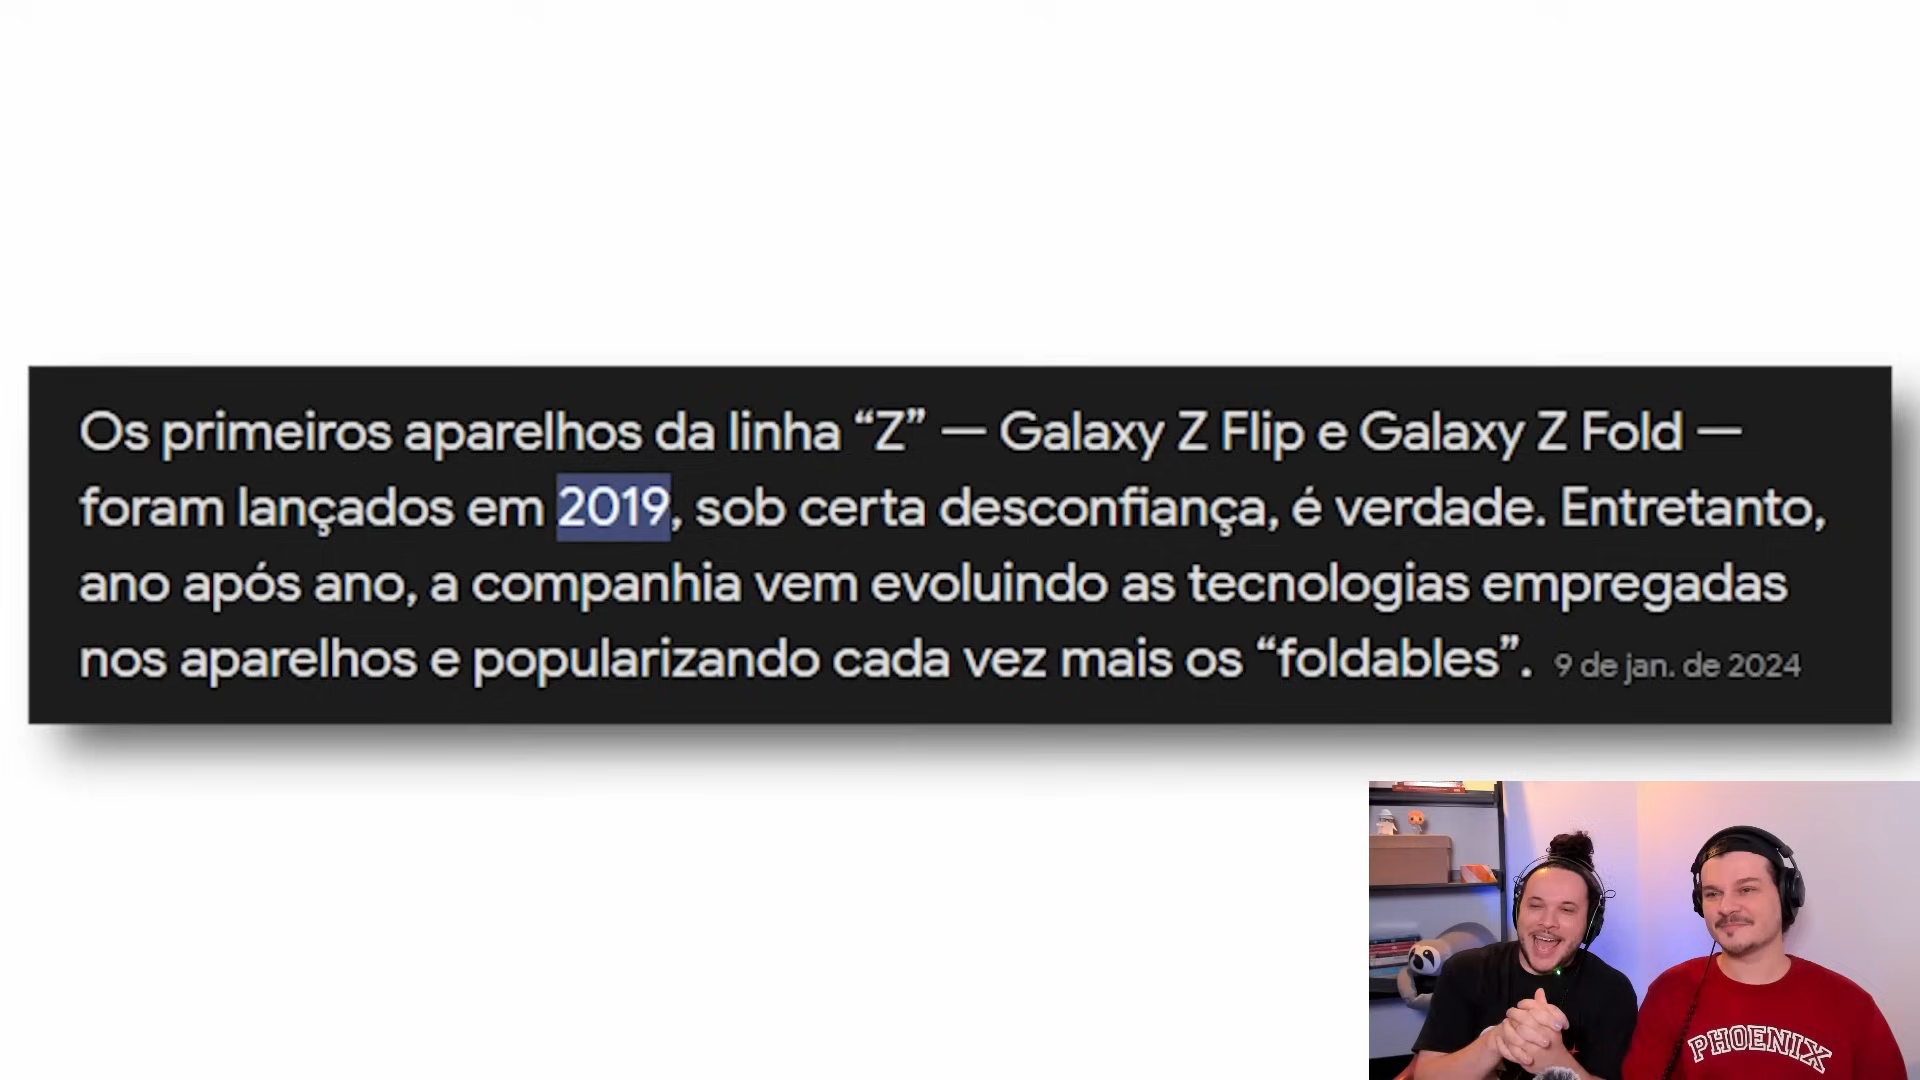 Os primeiros aparelhos da linha “Z” — Galaxy Z Flip e Galaxy Z Fold —
foram lançados em 2019, sob certa desconfiança, é verdade. Entretanto,
ano após ano, a companhia vem evoluindo as tecnologias empregadas
nos aparelhos e popularizando cada vez mais os “foldables”. 9 de jan. de 2024
PHOENIX